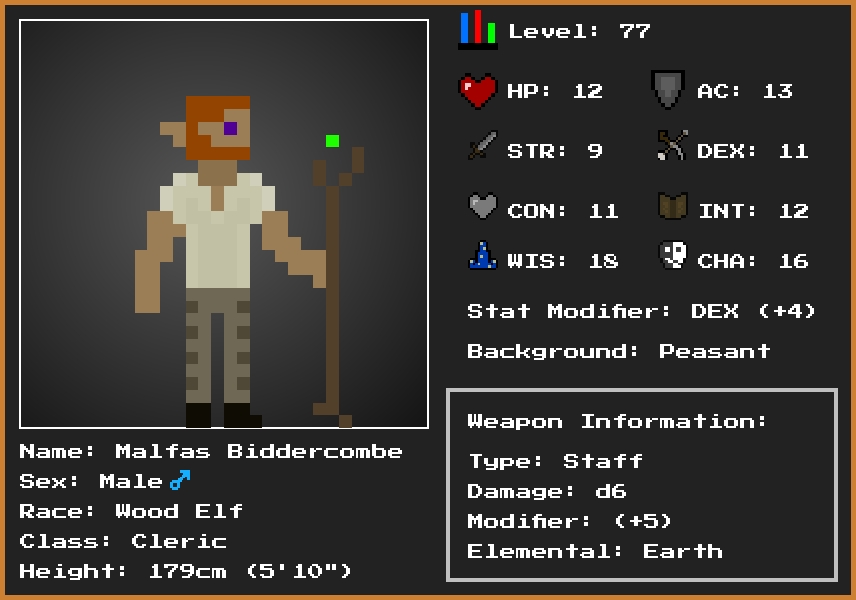 Level: 77
HP: 12
AC: 13
STR: 9
DEX: 11
CON: 11
INT: 12
WIS: 18
CHA: 16
Stat Modifier: DEX (+4)
Background: Peasant
Weapon Information:
Type: Staff
Damage: d6
Modifier: (+5)
Elemental: Earth
Name: Malfas Biddercombe
Sex: Male♂
Race: Wood Elf
Class: Cleric
Height: 179cm (5'10")